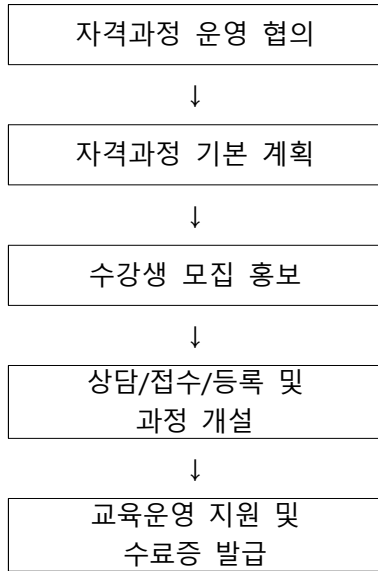 자격과정 운영 협의
↓
자격과정 기본 계획
↓
수강생 모집 홍보
↓
상담/접수/등록 및
과정 개설
↓
교육운영 지원 및
수료증 발급